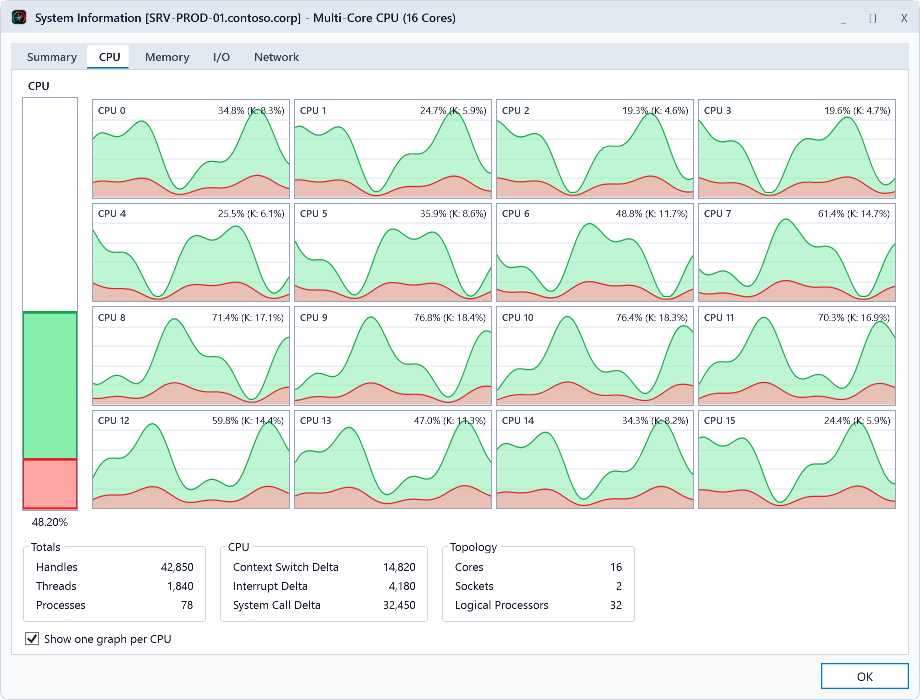 System Information [SRV-PROD-01.contoso.corp] - Multi-Core CPU (16 Cores)
Summary CPU Memory I/O Network
CPU
CPU 0 34.8% (K: 8.3%) CPU 1 24.7% (K: 5.9%) CPU 2 19.3% (K: 4.6%) CPU 3 19.6% (K: 4.7%)
CPU 4 25.5% (K: 6.1%) CPU 5 35.9% (K: 8.6%) CPU 6 48.8% (K: 11.7%) CPU 7 61.4% (K: 14.7%)
CPU 8 71.4% (K: 17.1%) CPU 9 76.8% (K: 18.4%) CPU 10 76.4% (K: 18.3%) CPU 11 70.3% (K: 16.9%)
CPU 12 59.8% (K: 14.4%) CPU 13 47.0% (K: 11.3%) CPU 14 34.3% (K: 8.2%) CPU 15 24.4% (K: 5.9%)
48.20%
Totals CPU Topology
Handles 42,850 Context Switch Delta 14,820 Cores 16
Threads 1,840 Interrupt Delta 4,180 Sockets 2
Processes 78 System Call Delta 32,450 Logical Processors 32
Show one graph per CPU
OK